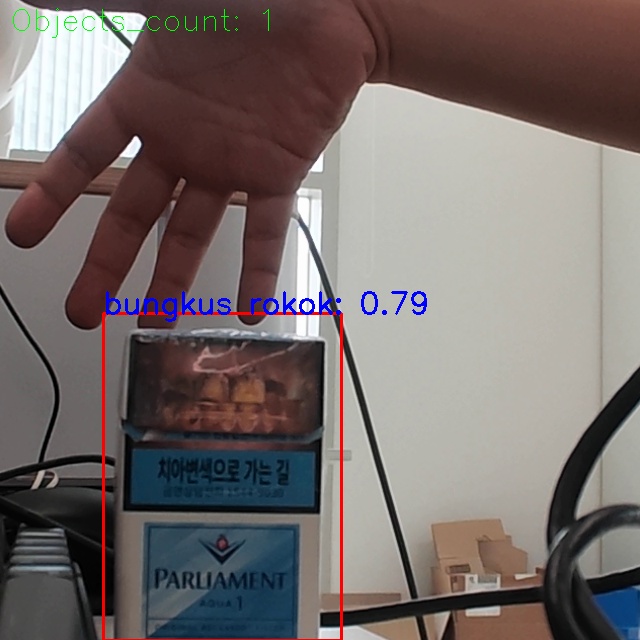 Objects_count: 1
bungkus_rokok: 0.79
치아변색으로 가는 길
PARLIAMENT
AQUA 1